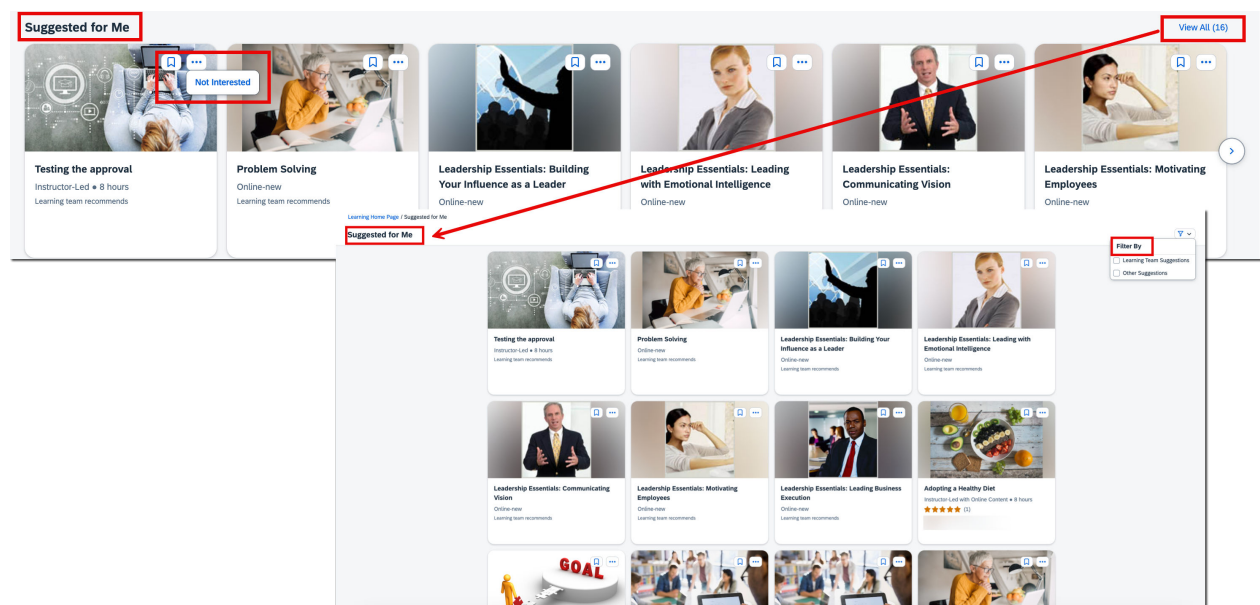 Suggested for Me
View All (16)
Not Interested
Testing the approval
Instructor-Led • 8 hours
Learning team recommends
Problem Solving
Online-new
Learning team recommends
Leadership Essentials: Building
Your Influence as a Leader
Online-new
Leadership Essentials: Leading
with Emotional Intelligence
Online-new
Leadership Essentials:
Communicating Vision
Online-new
Leadership Essentials: Motivating
Employees
Online-new
Learning Home Page / Suggested for Me
Suggested for Me
Filter By
Learning Team Suggestions
Other Suggestions
Testing the approval
Instructor-Led • 8 hours
Learning team recommends
Problem Solving
Online-new
Learning team recommends
Leadership Essentials: Building Your
Influence as a Leader
Online-new
Learning team recommends
Leadership Essentials: Leading with
Emotional Intelligence
Online-new
Learning team recommends
Leadership Essentials: Communicating
Vision
Online-new
Learning team recommends
Leadership Essentials: Motivating
Employees
Online-new
Learning team recommends
Leadership Essentials: Leading Business
Execution
Online-new
Learning team recommends
Adopting a Healthy Diet
Instructor-Led with Online Content • 8 hours
(1)
GOAL